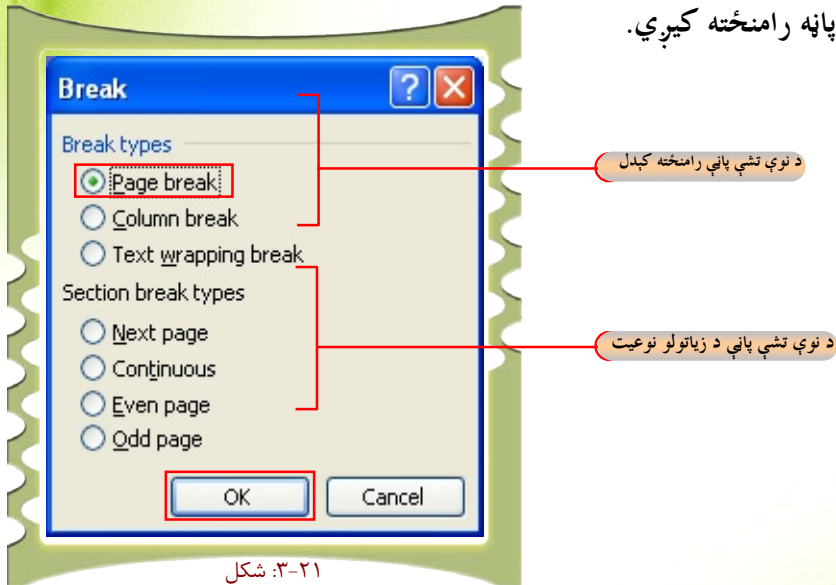 پاڼه رامنځته کيږي.
Break
Break types
Page break
Column break
Text wrapping break
Section break types
Next page
Continuous
Even page
Odd page
OK
Cancel
د نوې تشې پاڼې رامنځته کېدل
د نوې تشې پاڼې د زياتولو نوعيت
۳-۲۱: شکل